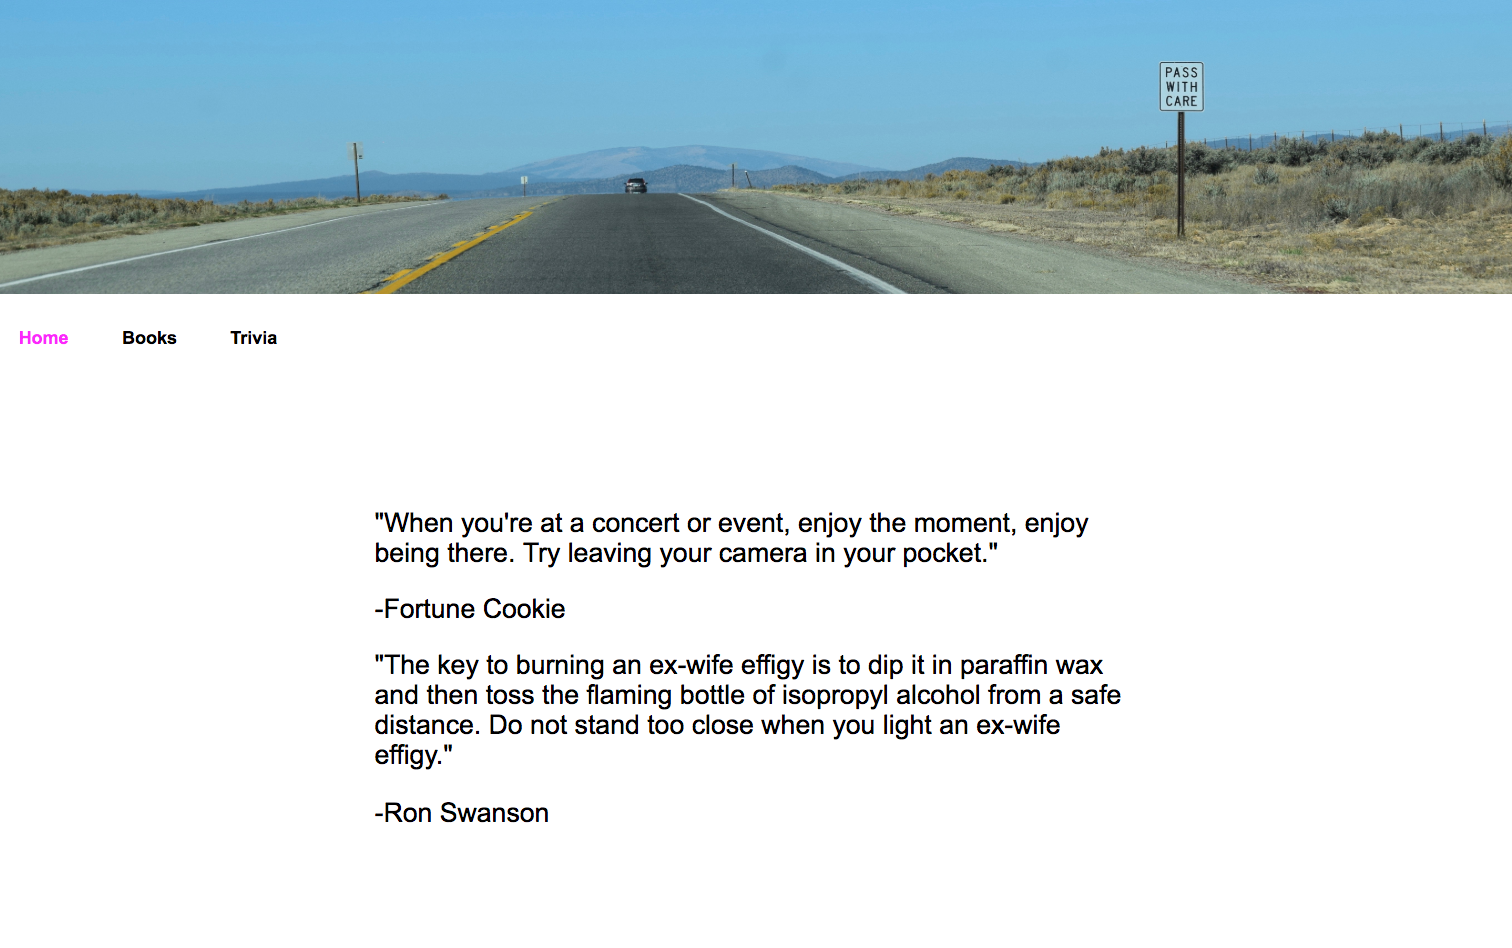 PASS
WITH
CARE
Home Books Trivia
"When you're at a concert or event, enjoy the moment, enjoy
being there. Try leaving your camera in your pocket."
-Fortune Cookie
"The key to burning an ex-wife effigy is to dip it in paraffin wax
and then toss the flaming bottle of isopropyl alcohol from a safe
distance. Do not stand too close when you light an ex-wife
effigy."
-Ron Swanson